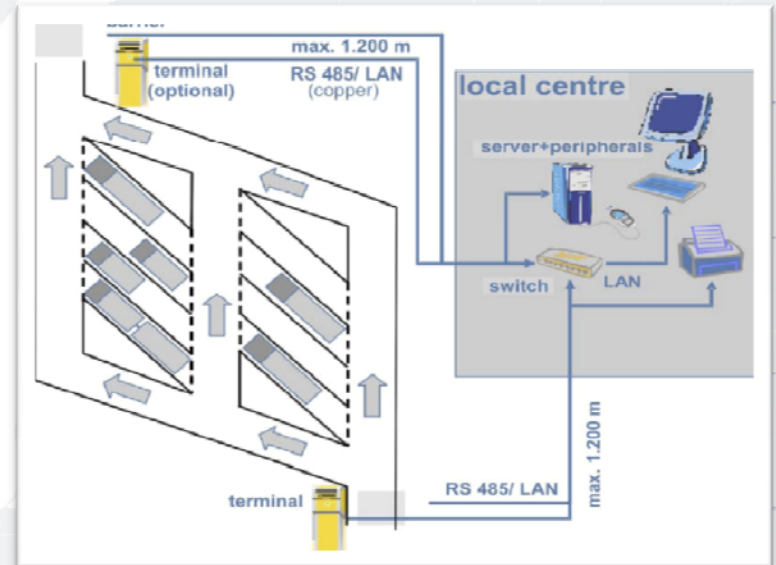 barrier
max. 1.200 m
terminal
(optional)
RS 485/ LAN
(copper)
local centre
server+peripherals
switch
LAN
max. 1.200 m
RS 485/ LAN
terminal